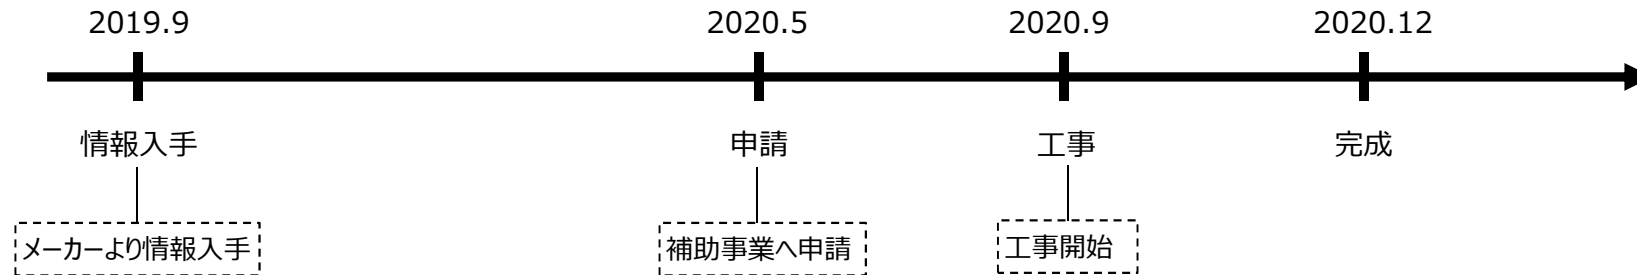 2019.9
2020.5
2020.9
2020.12
情報入手
申請
工事
完成
メーカーより情報入手
補助事業へ申請
工事開始